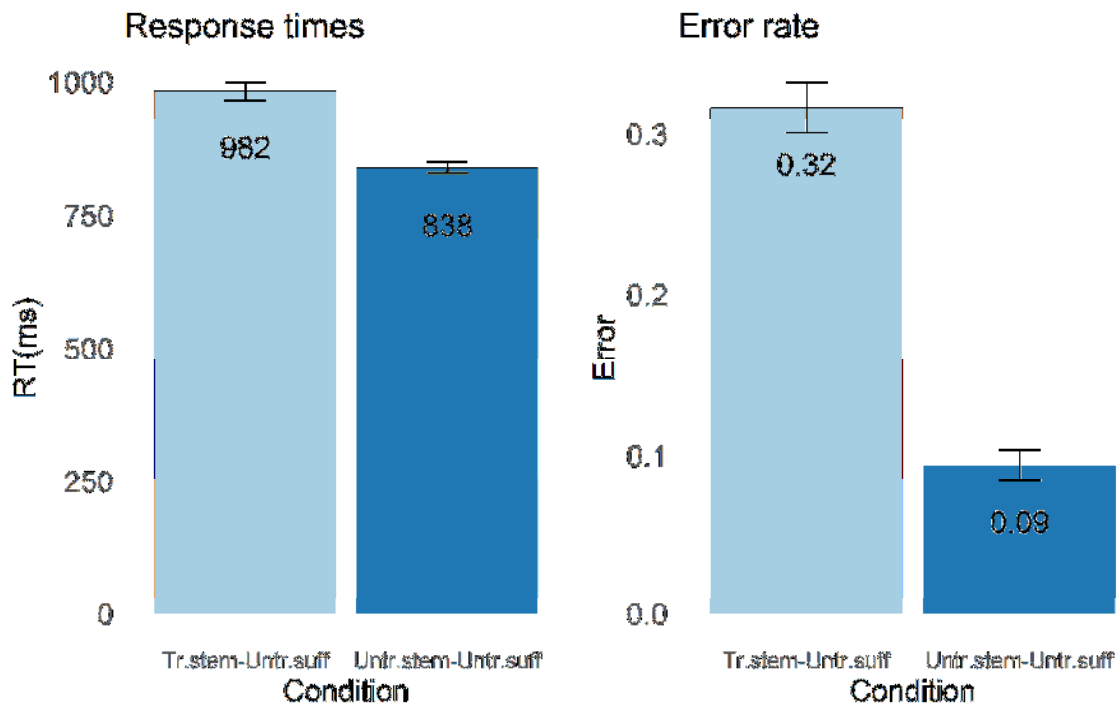 Response times
1000
982
750
838
RT(ms)
500
250
0
Tr.stem-Untr.suff
Untr.stem-Untr.suff
Condition
Error rate
0.3
0.32
0.2
Error
0.1
0.09
0.0
Tr.stem-Untr.suff
Untr.stem-Untr.suff
Condition